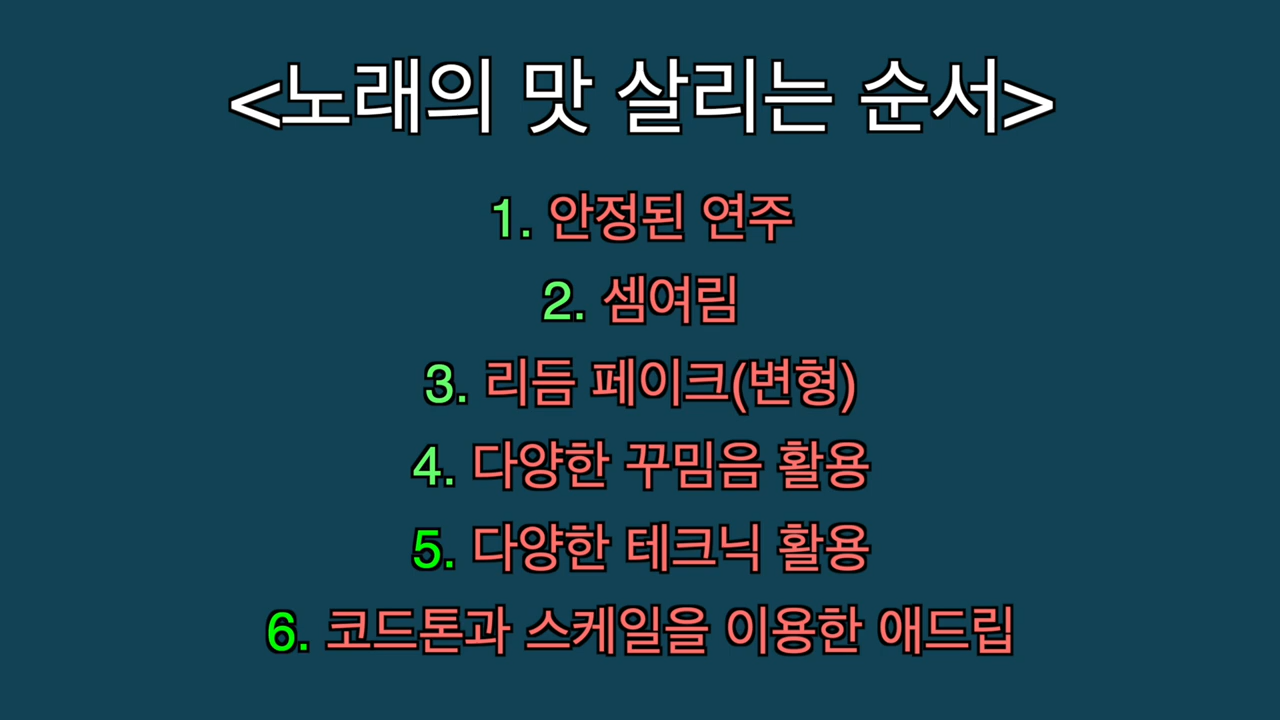 <노래의 맛 살리는 순서>
1. 안정된 연주
2. 셈여림
3. 리듬 페이크(변형)
4. 다양한 꾸밈음 활용
5. 다양한 테크닉 활용
6. 코드톤과 스케일을 이용한 애드립